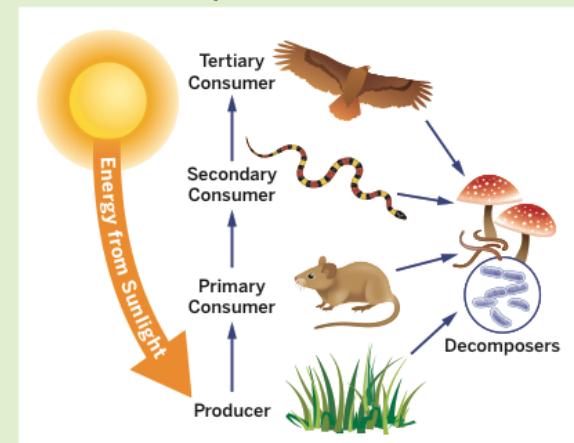 Tertiary
Consumer
Energy from Sunlight
Secondary
Consumer
Primary
Consumer
Decomposers
Producer